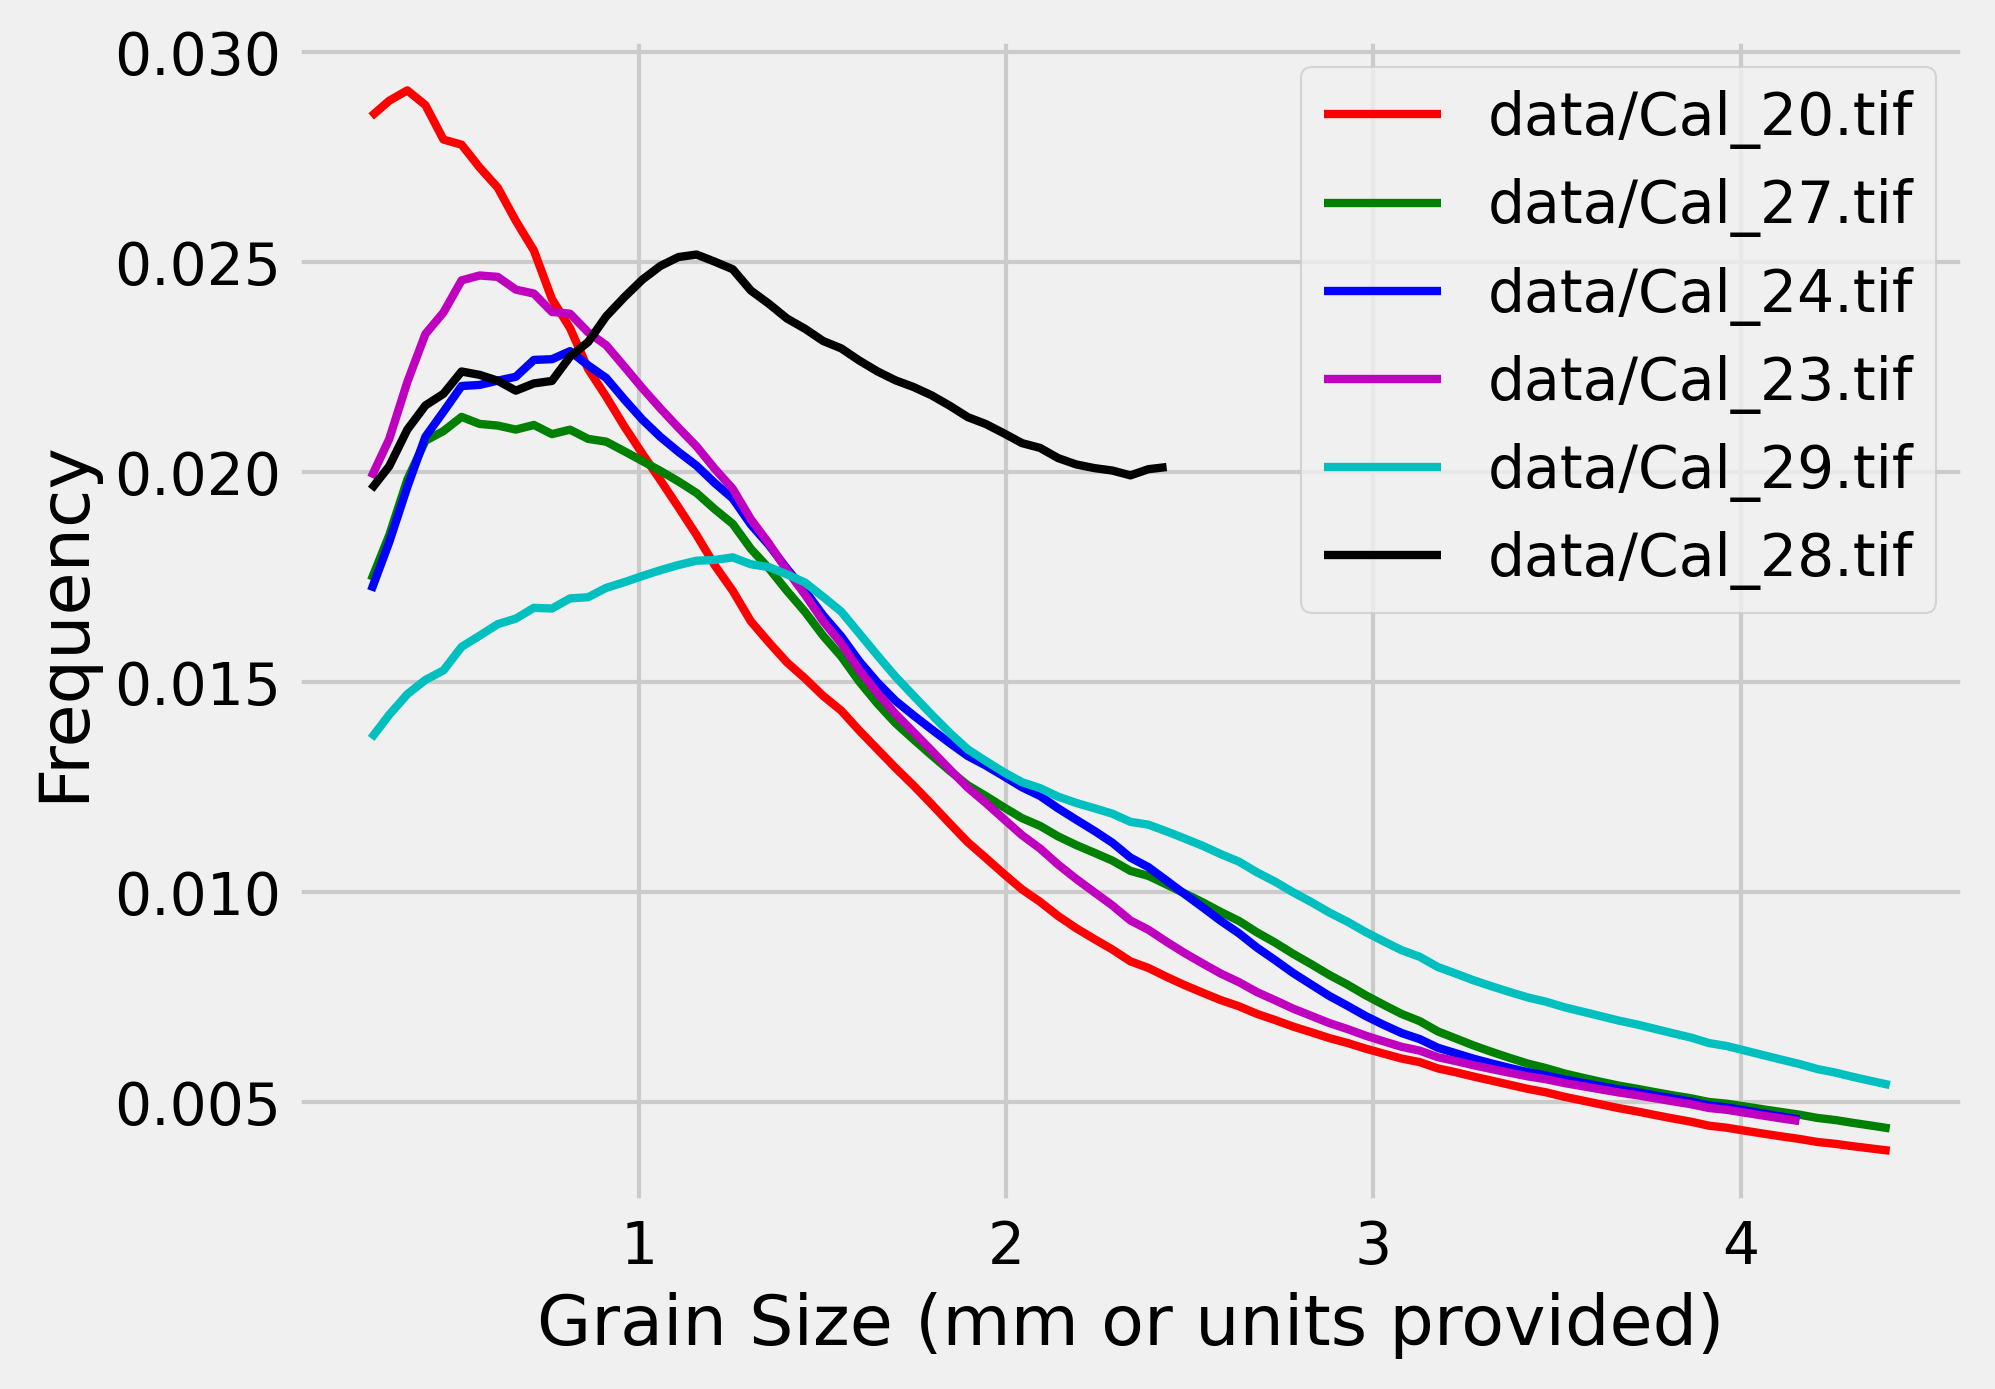 0.030
0.025
0.020
0.015
0.010
0.005
Frequency
1 2 3 4
Grain Size (mm or units provided)
data/Cal_20.tif
data/Cal_27.tif
data/Cal_24.tif
data/Cal_23.tif
data/Cal_29.tif
data/Cal_28.tif